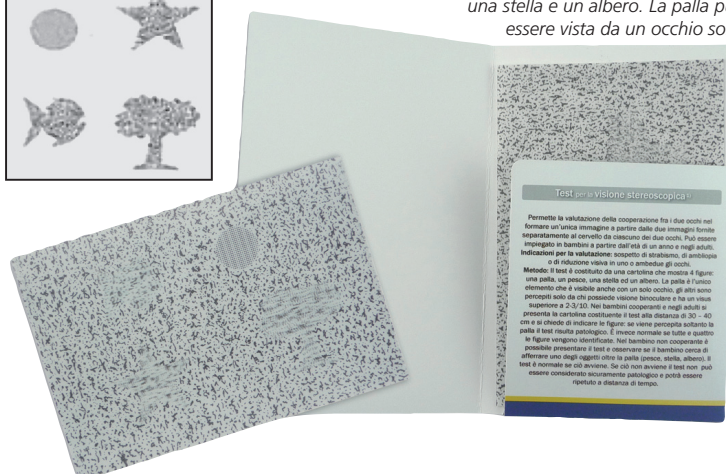 una stella e un albero. La palla p
essere vista da un occhio so
Test per la visione stereoscopica
Permette la valutazione della cooperazione fra i due occhi nel
formare un'unica immagine a partire dalle due immagini fornite
separatamente al cervello da ciascuno dei due occhi. Può essere
impiegato in bambini a partire dall'età di un anno e negli adulti.
Indicazioni per la valutazione: sospetto di strabismo, di ambliopia
o di riduzione visiva in uno o ambedue gli occhi.
Metodo: Il test è costituito da una cartolina che mostra 4 figure:
una palla, un pesce, una stella ed un albero. La palla è l'unico
elemento che è visibile anche con un solo occhio, gli altri sono
percepiti solo da chi possiede visione binoculare e ha un visus
superiore a 2-3/10. Nei bambini cooperanti e negli adulti si
presenta la cartolina costituente il test alla distanza di 30 – 40
cm e si chiede di indicare le figure: se viene percepita soltanto la
palla il test risulta patologico. È invece normale se tutte e quattro
le figure vengono identificate. Nel bambino non cooperante è
possibile presentare il test e osservare se il bambino cerca di
afferrare uno degli oggetti oltre la palla (pesce, stella, albero). Il
test è normale se ciò avviene. Se ciò non avviene il test non può
essere considerato sicuramente patologico e potrà essere
ripetuto a distanza di tempo.